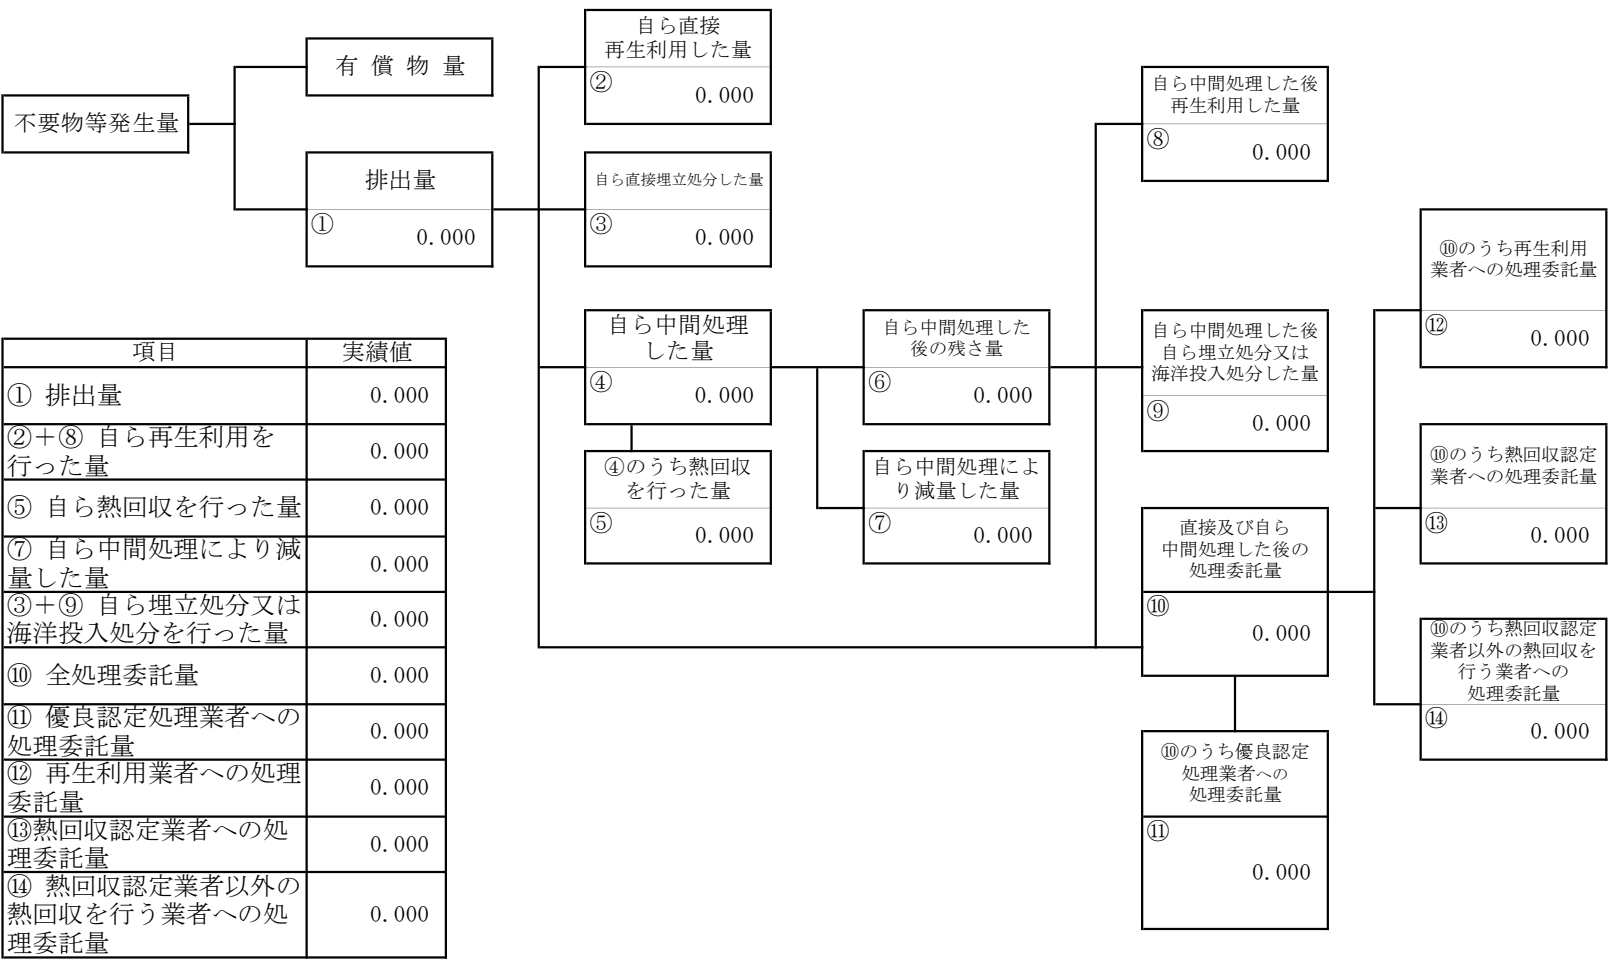 不要物等発生量
有 償 物 量
排出量
①
0.000
自ら直接
再生利用した量
②
0.000
自ら直接埋立処分した量
③
0.000
自ら中間処理
した量
④
0.000
④のうち熱回収
を行った量
⑤
0.000
自ら中間処理した
後の残さ量
⑥
0.000
自ら中間処理によ
り減量した量
⑦
0.000
自ら中間処理した後
再生利用した量
⑧
0.000
自ら中間処理した後
自ら埋立処分又は
海洋投入処分した量
⑨
0.000
直接及び自ら
中間処理した後の
処理委託量
⑩
0.000
⑩のうち優良認定
処理業者への
処理委託量
⑪
0.000
⑩のうち再生利用
業者への処理委託量
⑫
0.000
⑩のうち熱回収認定
業者への処理委託量
⑬
0.000
⑩のうち熱回収認定
業者以外の熱回収を
行う業者への
処理委託量
⑭
0.000
項目 実績値
① 排出量 0.000
②＋⑧ 自ら再生利用を
行った量
0.000
⑤ 自ら熱回収を行った量 0.000
⑦ 自ら中間処理により減
量した量
0.000
③＋⑨ 自ら埋立処分又は
海洋投入処分を行った量
0.000
⑩ 全処理委託量 0.000
⑪ 優良認定処理業者への
処理委託量
0.000
⑫ 再生利用業者への処理
委託量
0.000
⑬熱回収認定業者への処
理委託量
0.000
⑭ 熱回収認定業者以外の
熱回収を行う業者への処
理委託量
0.000